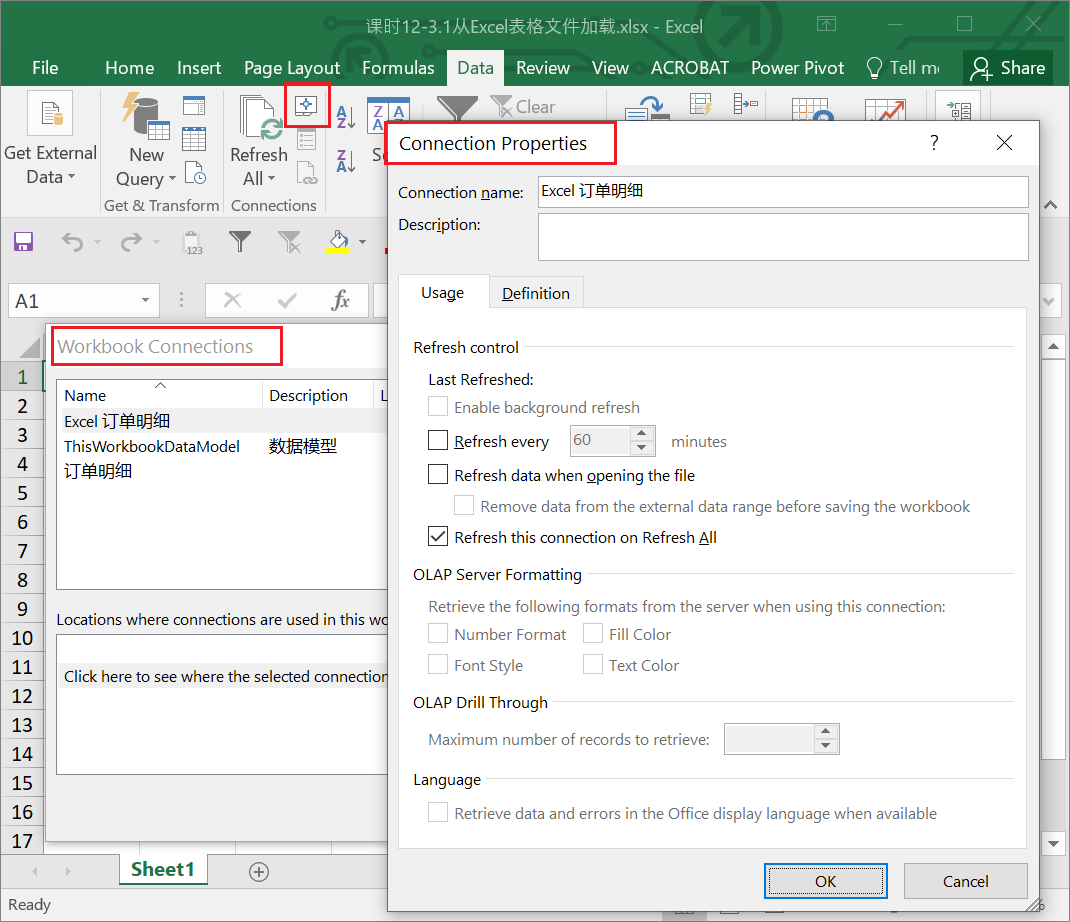 课时12-3.1从Excel表格文件加载.xlsx - Excel
File Home Insert Page Layout Formulas Data Review View ACROBAT Power Pivot Tell Share
Get External
Data
New
Query
Refresh
All
Clear
Get & Transform
Connections
A1
fx
Workbook Connections
Name Description
Excel 订单明细
ThisWorkbookDataModel 数据模型
订单明细
Locations where connections are used in this
Click here to see where the selected connection
1
2
3
4
5
6
7
8
9
10
11
12
13
14
15
16
17
Sheet1
Ready
Connection Properties
? 
Connection name: Excel 订单明细
Description:
Usage Definition
Refresh control
Last Refreshed:
Enable background refresh
Refresh every 60 minutes
Refresh data when opening the file
Remove data from the external data range before saving the workbook
Refresh this connection on Refresh All
OLAP Server Formatting
Retrieve the following formats from the server when using this connection:
Number Format Fill Color
Font Style Text Color
OLAP Drill Through
Maximum number of records to retrieve:
Language
Retrieve data and errors in the Office display language when available
OK Cancel